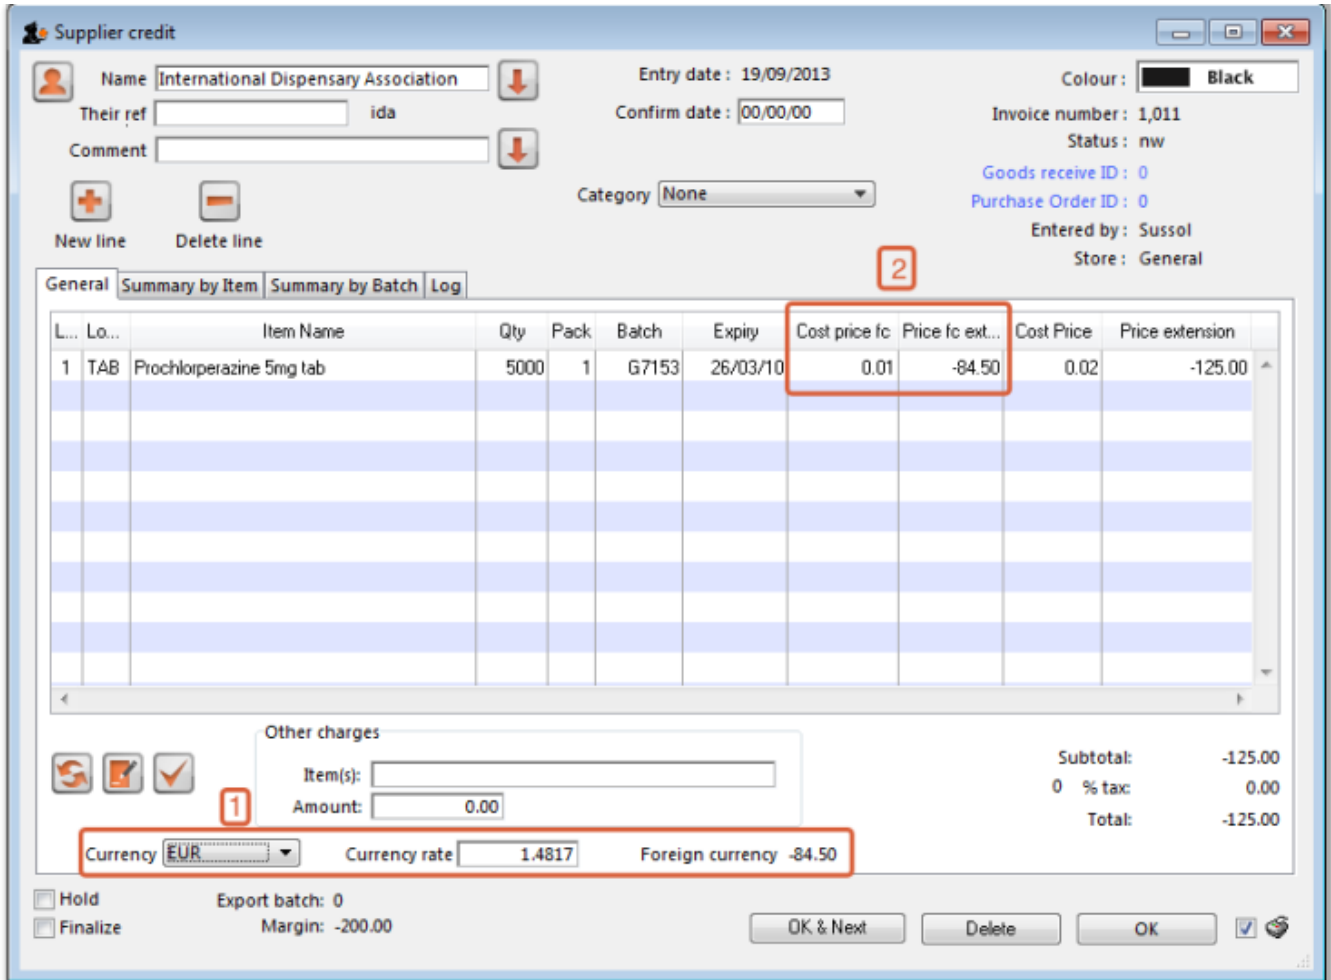 Supplier credit
Name International Dispensary Association
Entry date : 19/09/2013
Colour : Black
Their ref ida
Confirm date : 00/00/00
Invoice number : 1,011
Comment
Status : nw
Goods receive ID : 0
Category None
Purchase Order ID : 0
New line Delete line
Entered by : Sussol
Store : General
2
General Summary by Item Summary by Batch Log
L... Lo... Item Name Qty Pack Batch Expiry Cost price fc Price fc ext... Cost Price Price extension
1 TAB Prochlorperazine 5mg tab 5000 1 G7153 26/03/10 0.01 -84.50 0.02 -125.00
Other charges
Item(s):
Amount: 0.00
Subtotal: -125.00
0 % tax: 0.00
Total: -125.00
1
Currency EUR Currency rate 1.4817 Foreign currency -84.50
Hold Export batch: 0
Finalize Margin: -200.00
OK & Next Delete OK